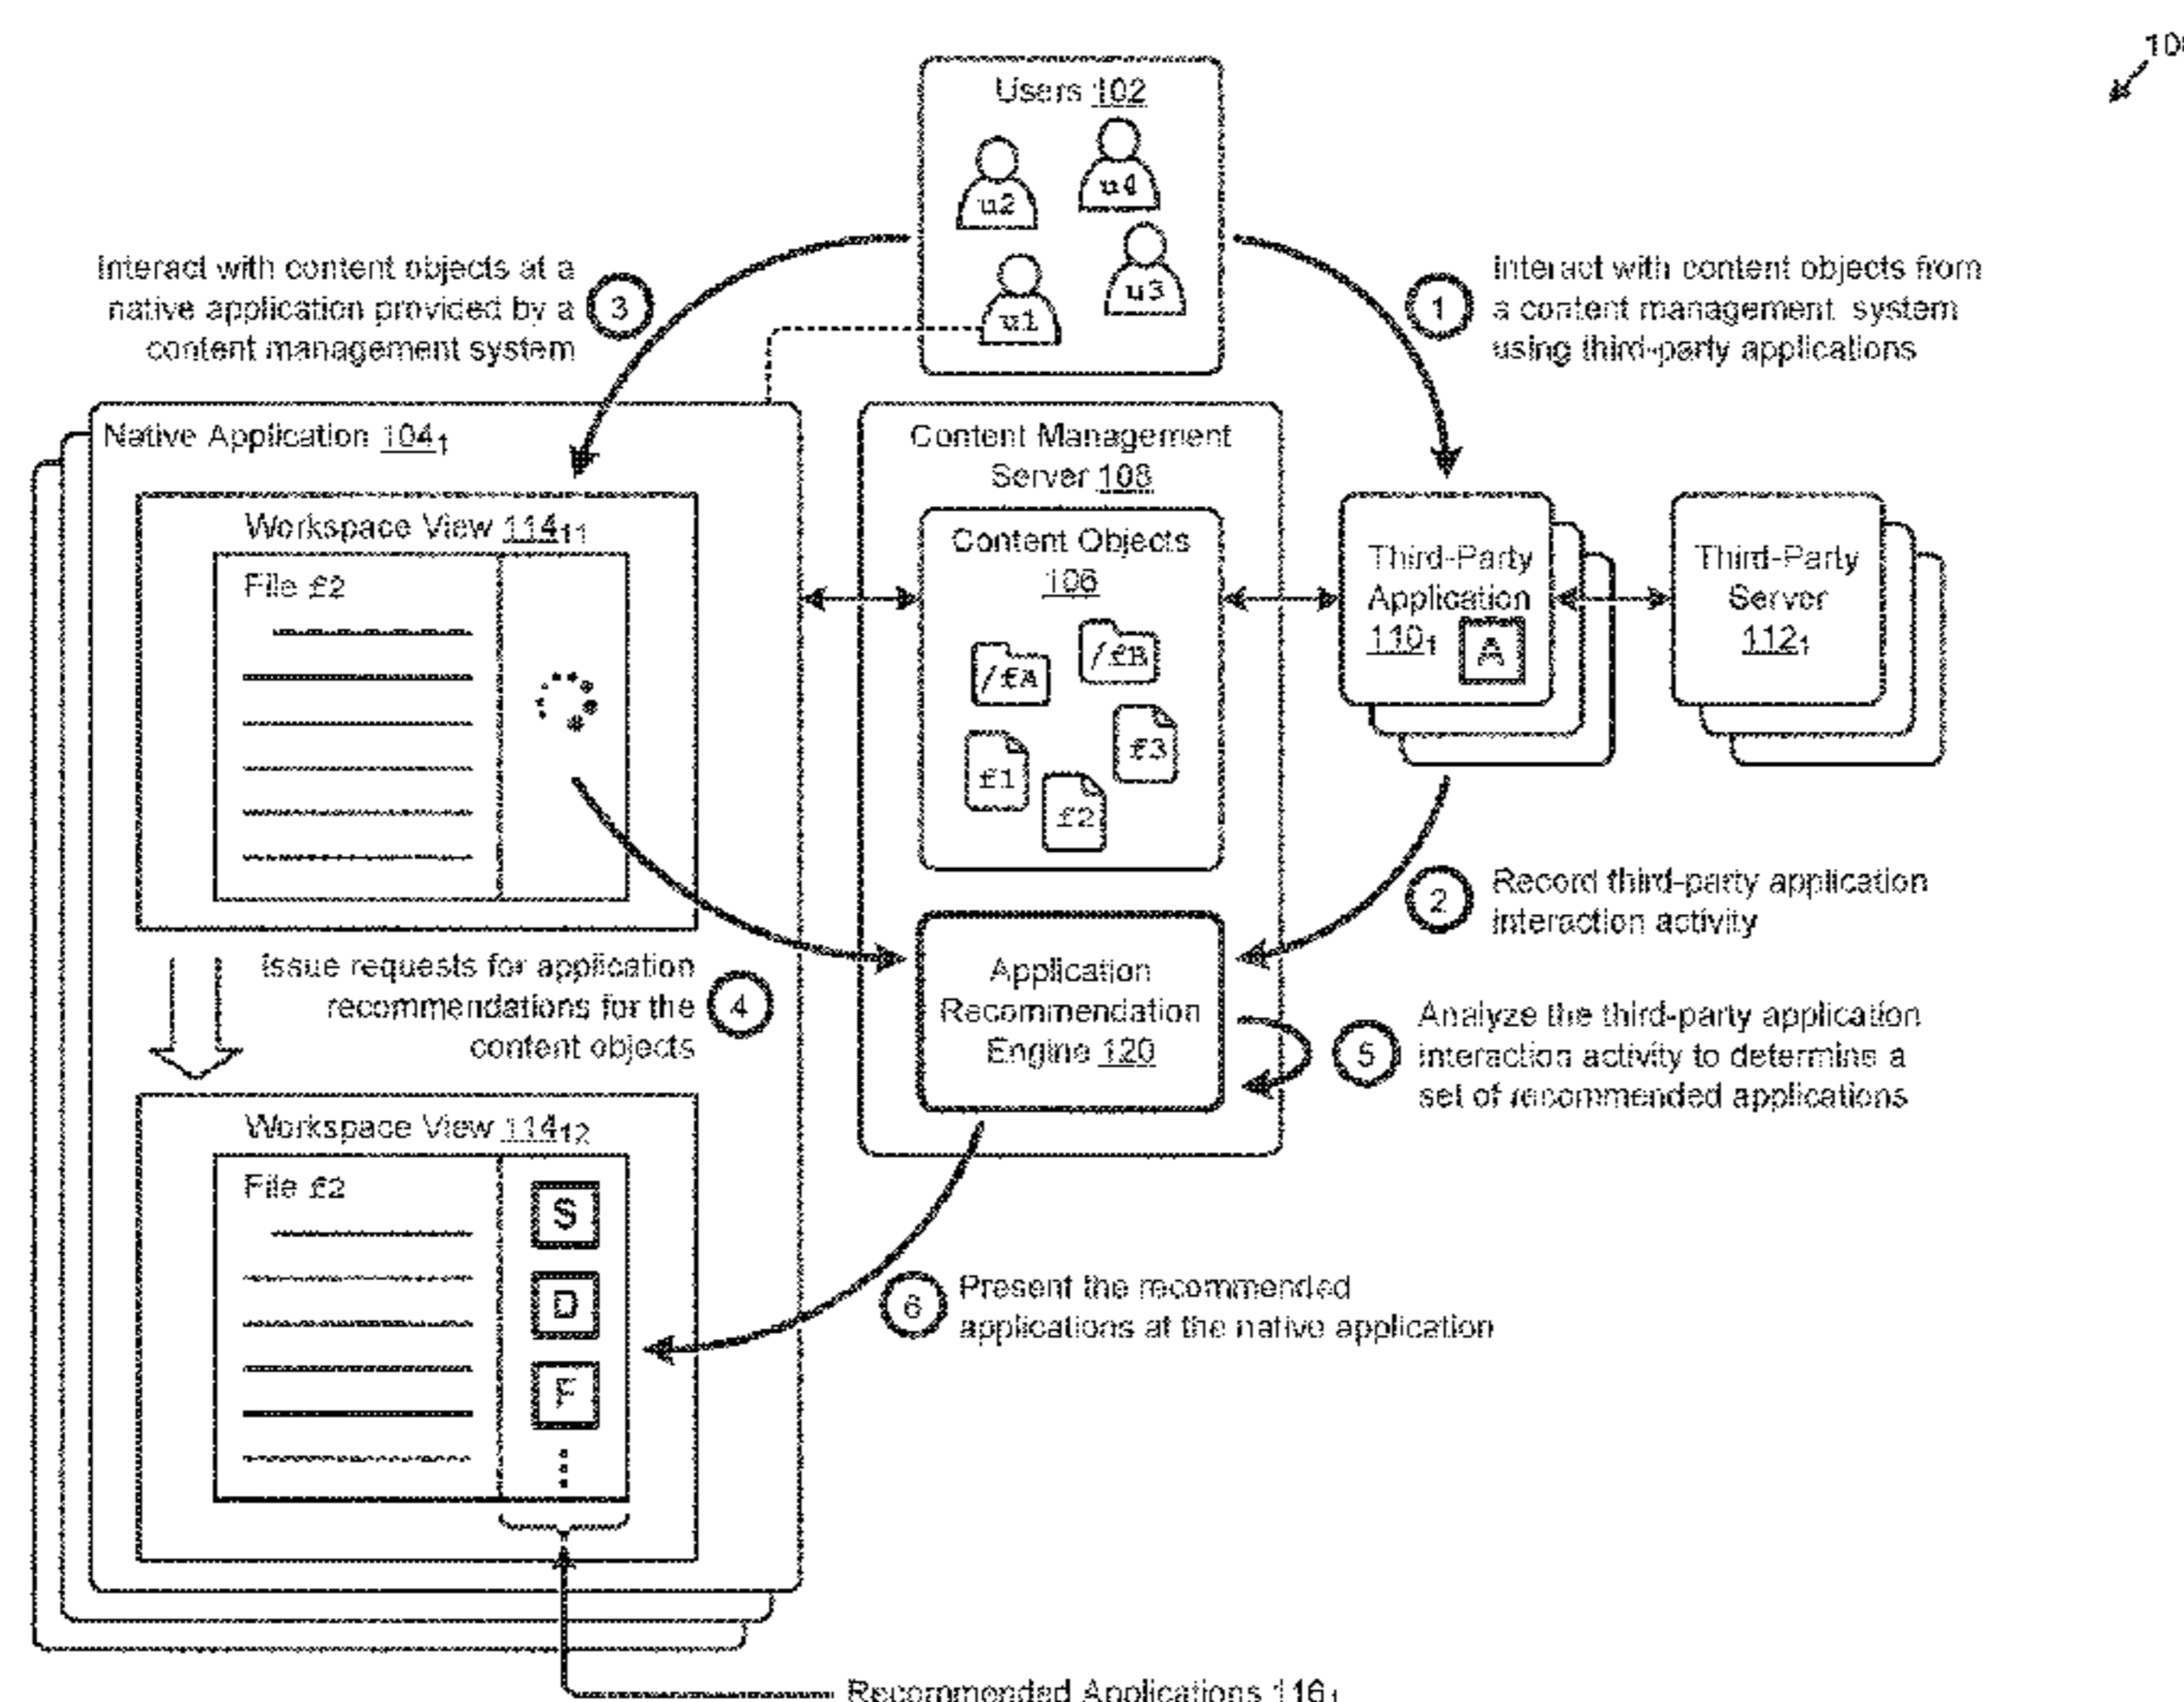 10
Users 102
u2
u4
u1
u3
Interact with content objects at a
native application provided by a
content management system
3
1
Interact with content objects from
a content management system
using third-party applications
Native Application 104₁
Workspace View 114₁₁
File f2
Content Management
Server 108
Content Objects
106
/fA
/fB
f1
f2
f3
Third-Party
Application
110₁
A
Third-Party
Server
112₁
2
Record third-party application
interaction activity
Issue requests for application
recommendations for the
content objects
4
Application
Recommendation
Engine 120
5
Analyze the third-party application
interaction activity to determine a
set of recommended applications
Workspace View 114₁₂
File f2
S
D
F
6
Present the recommended
applications at the native application
Recommended Applications 116₁